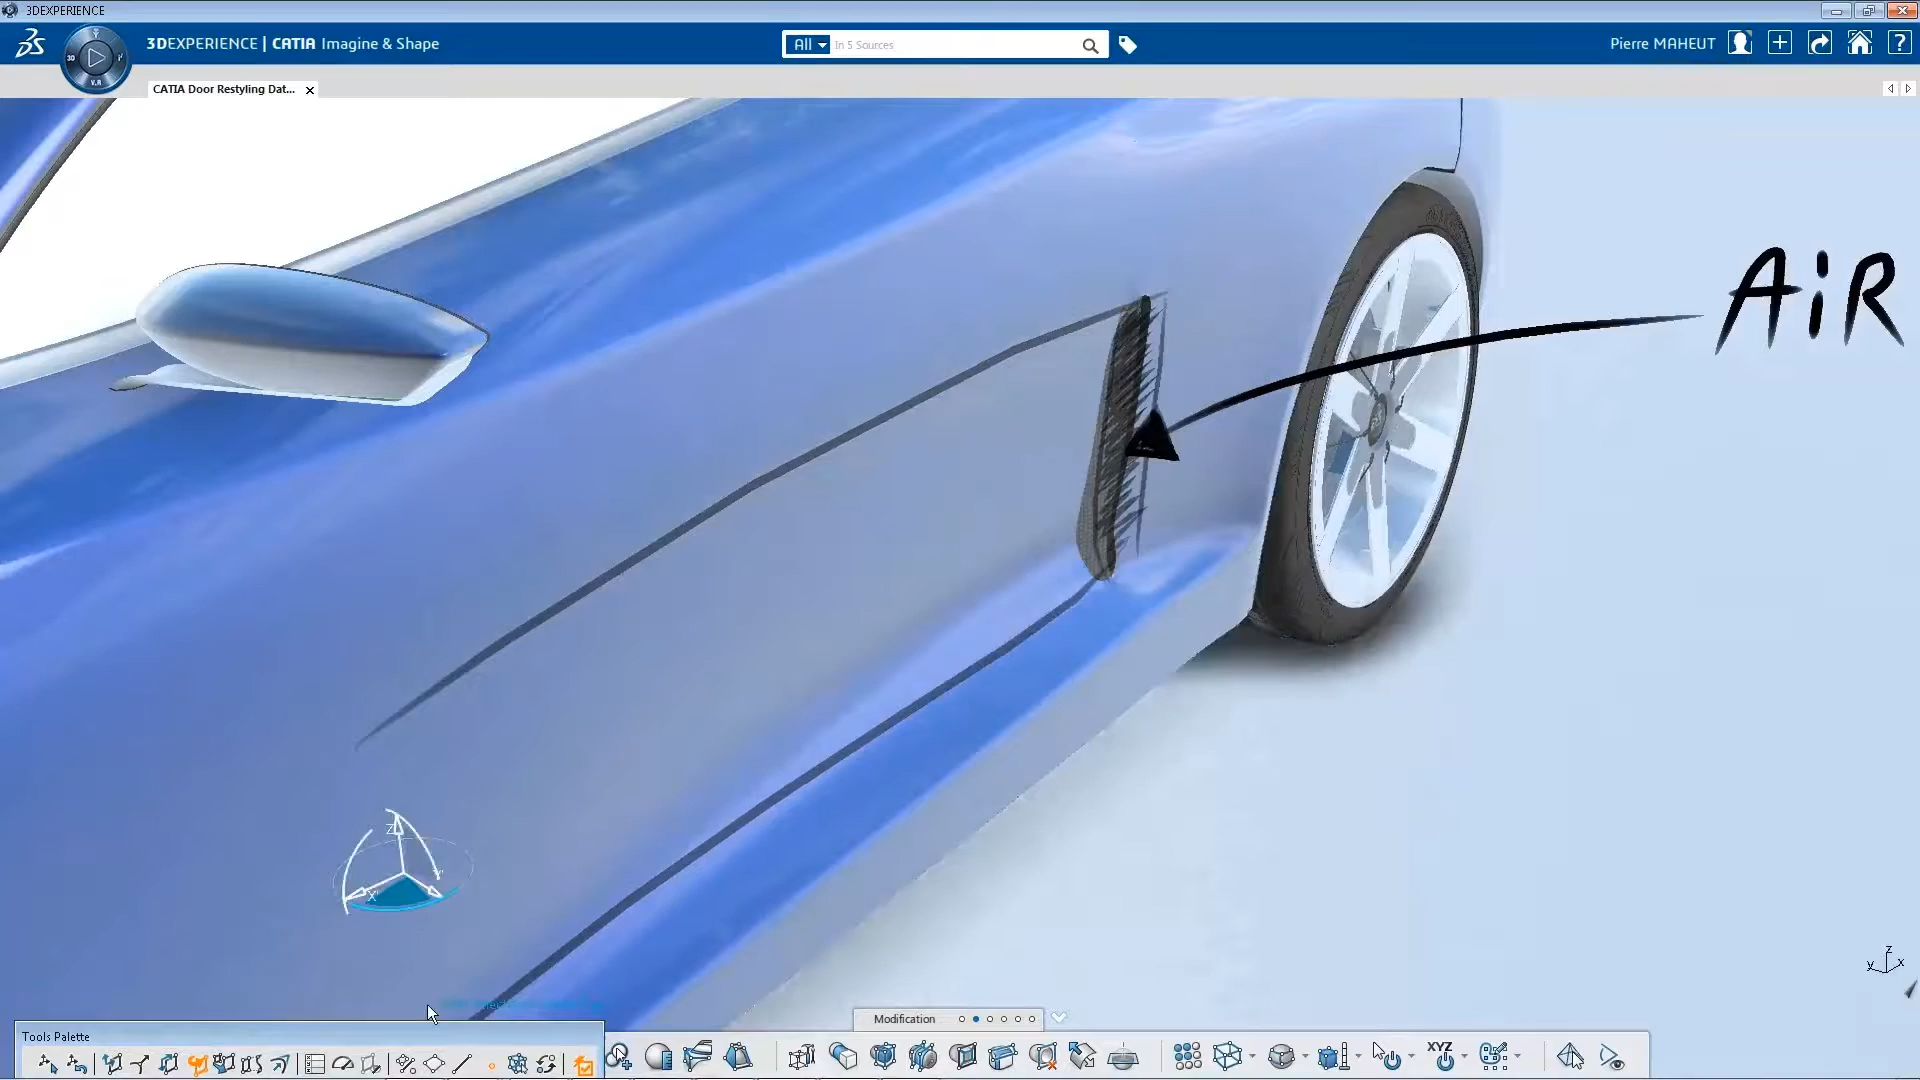 3DEXPERIENCE
3DEXPERIENCE | CATIA Imagine & Shape
All
In 5 Sources
Pierre MAHEUT
3D
V.R
CATIA Door Restyling Dat...
AiR
Z
X'
Y'
z
y
x
Modification
Tools Palette
XYZ